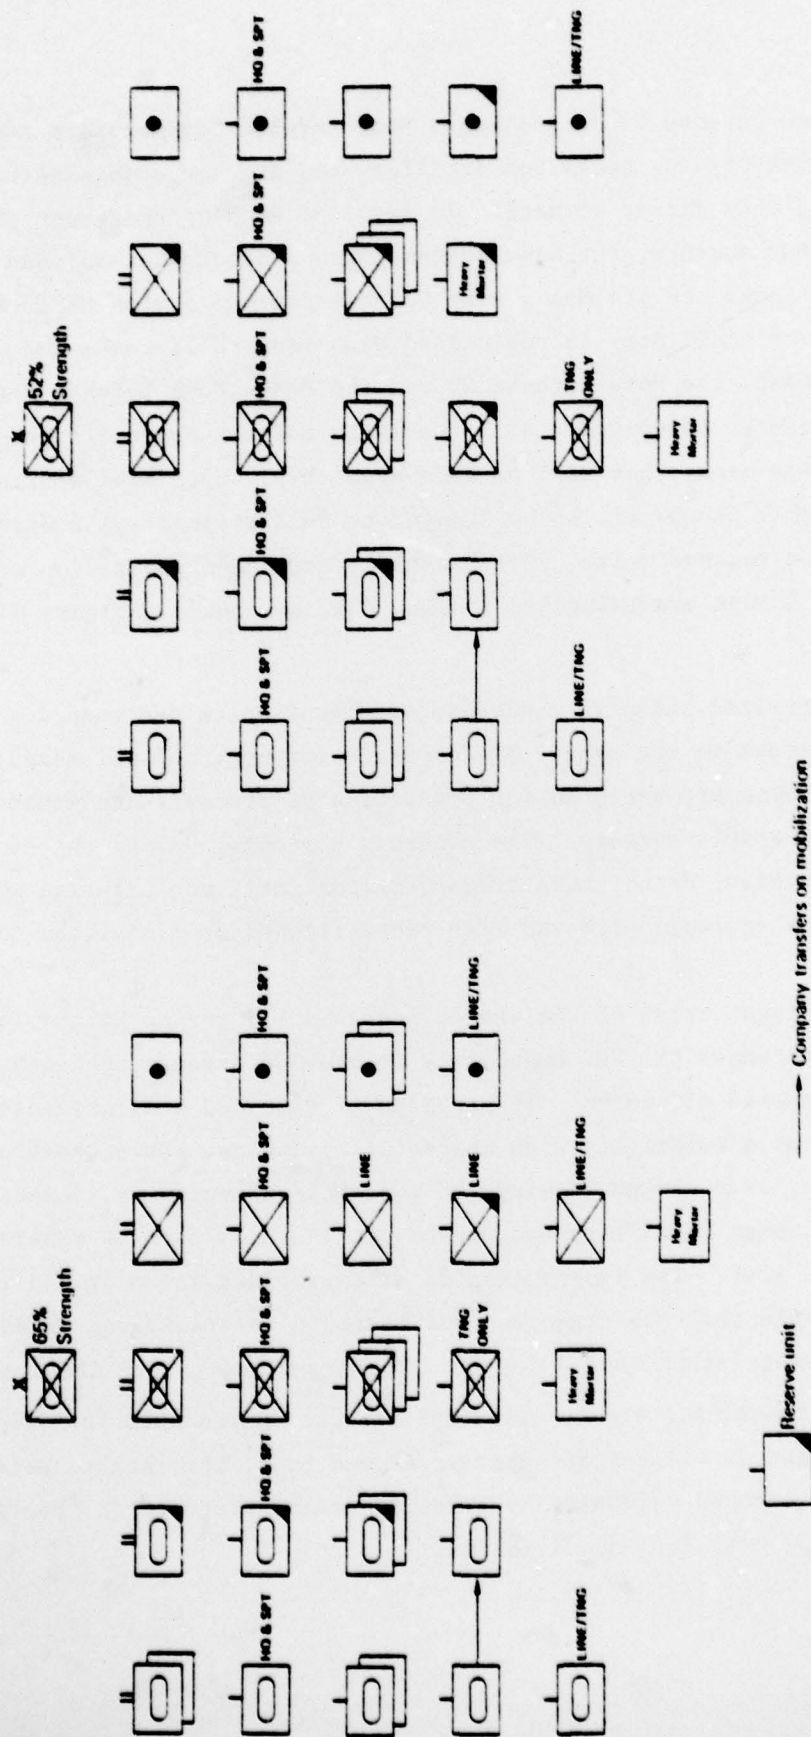 X
65%
Strength
X
52%
Strength
HQ & SPT
HQ & SPT
HQ & SPT
HQ & SPT
HQ & SPT
HQ & SPT
HQ & SPT
HQ & SPT
HQ & SPT
HQ & SPT
LINE
TNG
ONLY
LINE
LINE/TNG
Heavy
Mortar
LINE/TNG
Heavy
Mortar
LINE/TNG
LINE/TNG
TNG
ONLY
LINE/TNG
Heavy
Mortar
Heavy
Mortar
Reserve unit
Company transfers on mobilization